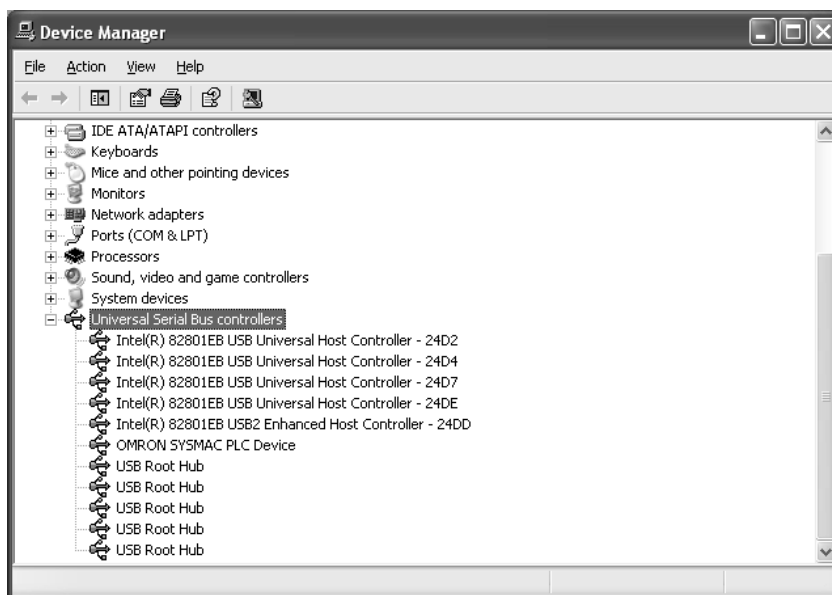 Device Manager
File Action View Help
IDE ATA/ATAPI controllers
Keyboards
Mice and other pointing devices
Monitors
Network adapters
Ports (COM & LPT)
Processors
Sound, video and game controllers
System devices
Universal Serial Bus controllers
Intel(R) 82801EB USB Universal Host Controller - 24D2
Intel(R) 82801EB USB Universal Host Controller - 24D4
Intel(R) 82801EB USB Universal Host Controller - 24D7
Intel(R) 82801EB USB Universal Host Controller - 24DE
Intel(R) 82801EB USB2 Enhanced Host Controller - 24DD
OMRON SYSMAC PLC Device
USB Root Hub
USB Root Hub
USB Root Hub
USB Root Hub
USB Root Hub